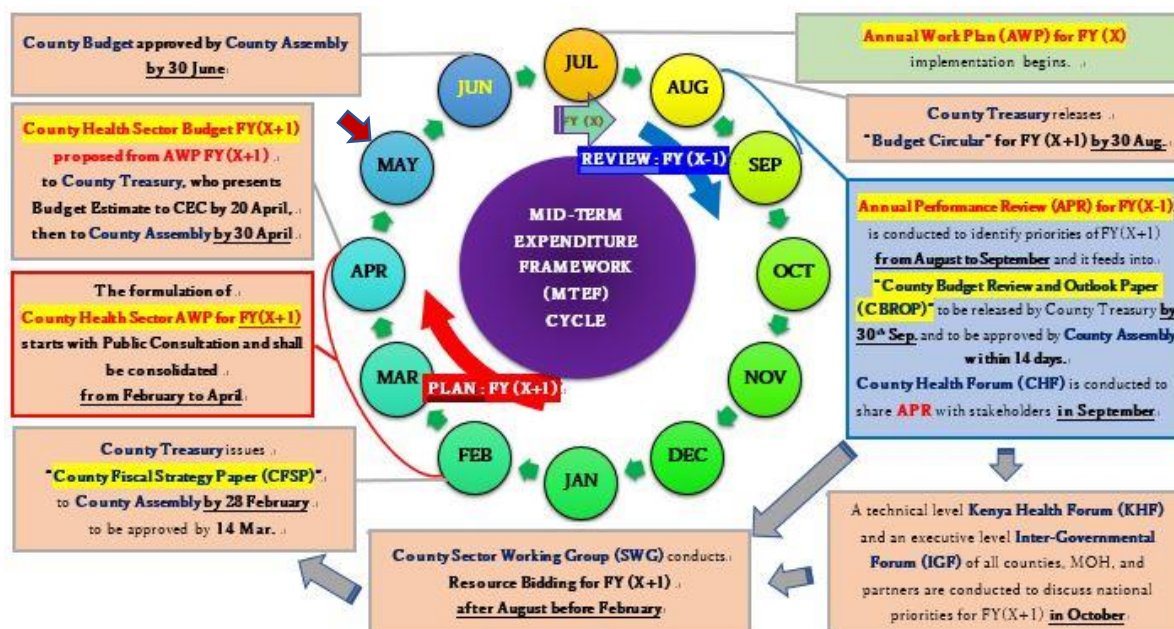 County Budget approved by County Assembly
by 30 June
County Health Sector Budget FY(X+1)
proposed from AWP FY(X+1)
to County Treasury, who presents
Budget Estimate to CEC by 20 April,
then to County Assembly by 30 April
The formulation of
County Health Sector AWP for FY(X+1)
starts with Public Consultation and shall
be consolidated
from February to April
County Treasury issues
"County Fiscal Strategy Paper (CFSP)"
to County Assembly by 28 February
to be approved by 14 Mar.
JUL
AUG
SEP
OCT
NOV
DEC
JAN
FEB
MAR
APR
MAY
JUN
FY (X)
REVIEW : FY (X-1)
MID-TERM
EXPENDITURE
FRAMEWORK
(MTEF)
CYCLE
PLAN : FY (X+1)
Annual Work Plan (AWP) for FY (X)
implementation begins.
County Treasury releases
"Budget Circular" for FY (X+1) by 30 Aug.
Annual Performance Review (APR) for FY(X-1)
is conducted to identify priorities of FY(X+1)
from August to September and it feeds into
"County Budget Review and Outlook Paper
(CBROP)" to be released by County Treasury by
30th Sep. and to be approved by County Assembly
within 14 days.
County Health Forum (CHF) is conducted to
share APR with stakeholders in September
A technical level Kenya Health Forum (KHF)
and an executive level Inter-Governmental
Forum (IGF) of all counties, MOH, and
partners are conducted to discuss national
priorities for FY(X+1) in October
County Sector Working Group (SWG) conducts
Resource Bidding for FY (X+1)
after August before February